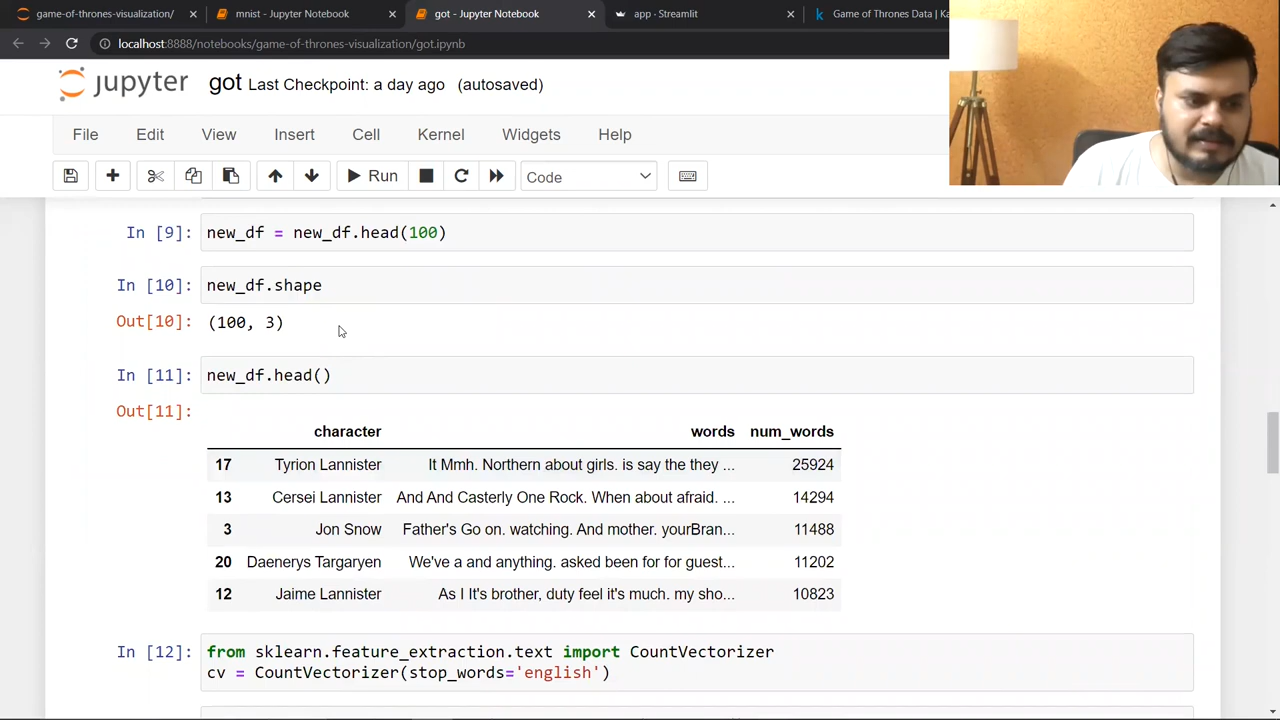 game-of-thrones-visualization/
mnist - Jupyter Notebook
got - Jupyter Notebook
app · Streamlit
Game of Thrones Data | Ka
localhost:8888/notebooks/game-of-thrones-visualization/got.ipynb
jupyter got Last Checkpoint: a day ago (autosaved)
File Edit View Insert Cell Kernel Widgets Help
Run
Code
In [9]: new_df = new_df.head(100)
In [10]: new_df.shape
Out[10]: (100, 3)
In [11]: new_df.head()
Out[11]:
character words num_words
17 Tyrion Lannister It Mmh. Northern about girls. is say the they ... 25924
13 Cersei Lannister And And Casterly One Rock. When about afraid. ... 14294
3 Jon Snow Father's Go on. watching. And mother. yourBran... 11488
20 Daenerys Targaryen We've a and anything. asked been for for guest... 11202
12 Jaime Lannister As I It's brother, duty feel it's much. my sho... 10823
In [12]: from sklearn.feature_extraction.text import CountVectorizer
cv = CountVectorizer(stop_words='english')